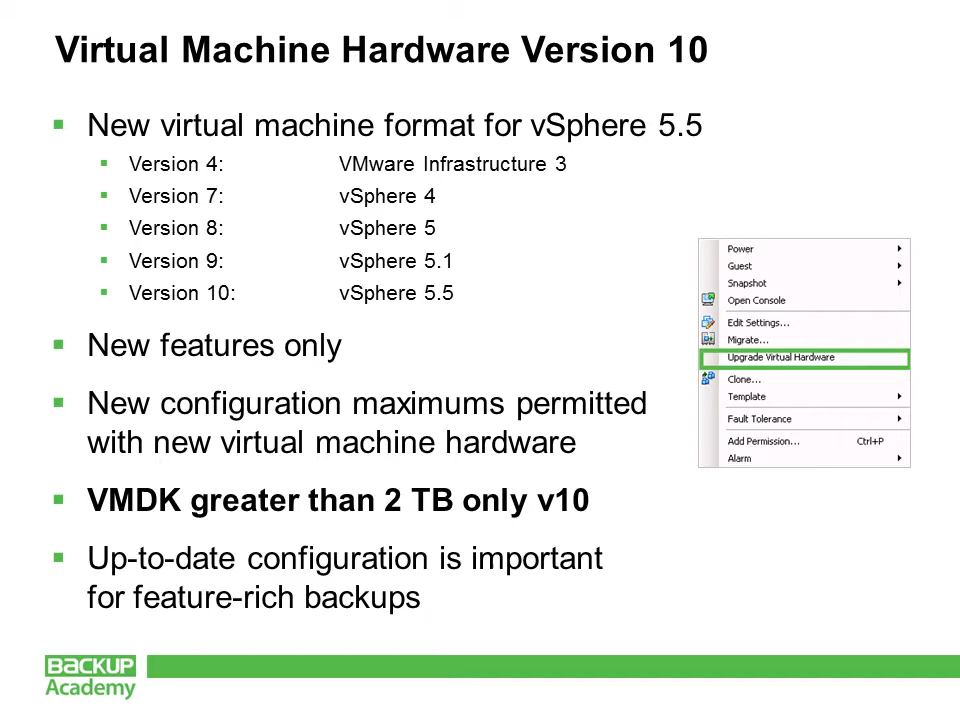 Virtual Machine Hardware Version 10
New virtual machine format for vSphere 5.5
Version 4: VMware Infrastructure 3
Version 7: vSphere 4
Version 8: vSphere 5
Version 9: vSphere 5.1
Version 10: vSphere 5.5
New features only
New configuration maximums permitted
with new virtual machine hardware
VMDK greater than 2 TB only v10
Up-to-date configuration is important
for feature-rich backups
Power
Guest
Snapshot
Open Console
Edit Settings...
Migrate...
Upgrade Virtual Hardware
Clone...
Template
Fault Tolerance
Add Permission... Ctrl+P
Alarm
BACKUP
Academy